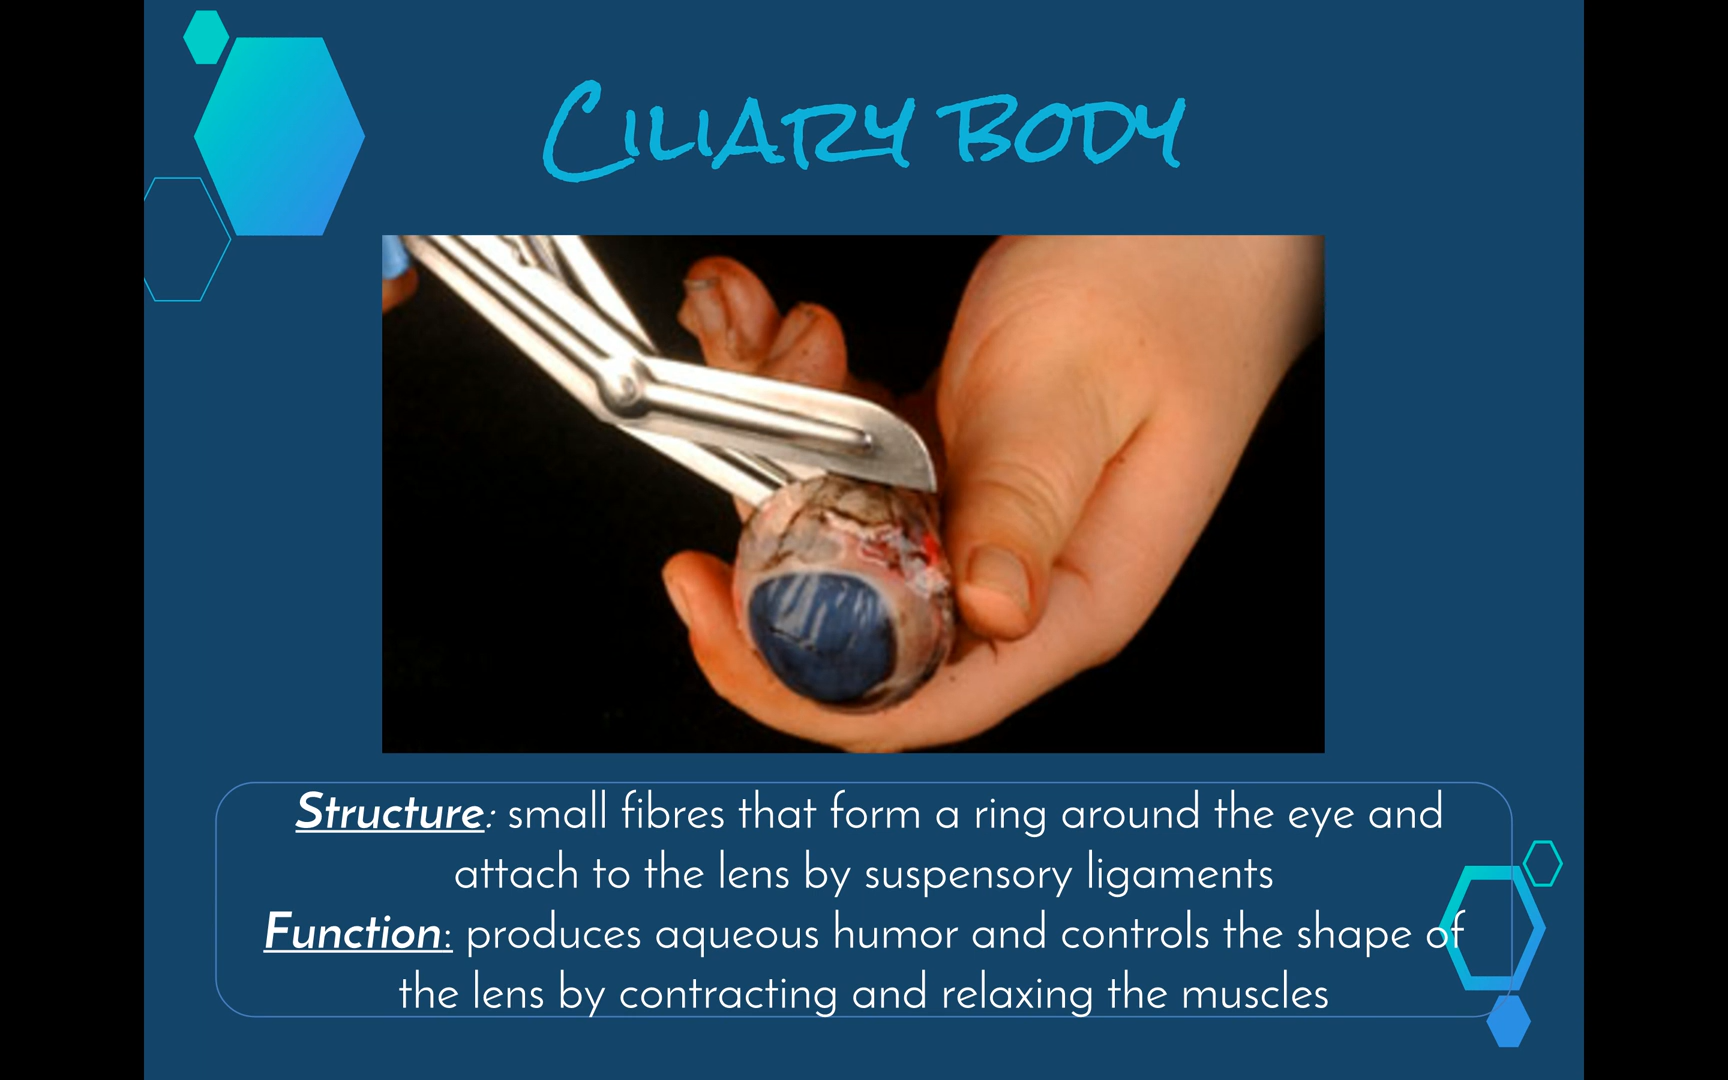 Ciliary body
Structure: small fibres that form a ring around the eye and
attach to the lens by suspensory ligaments
Function: produces aqueous humor and controls the shape of
the lens by contracting and relaxing the muscles